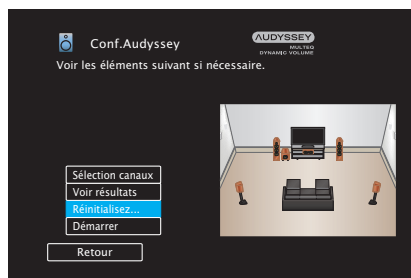 Conf.Audyssey
AUDYSSEY
MULTEQ
DYNAMIC VOLUME
Voir les éléments suivant si nécessaire.
Sélection canaux
Voir résultats
Réinitialisez...
Démarrer
Retour